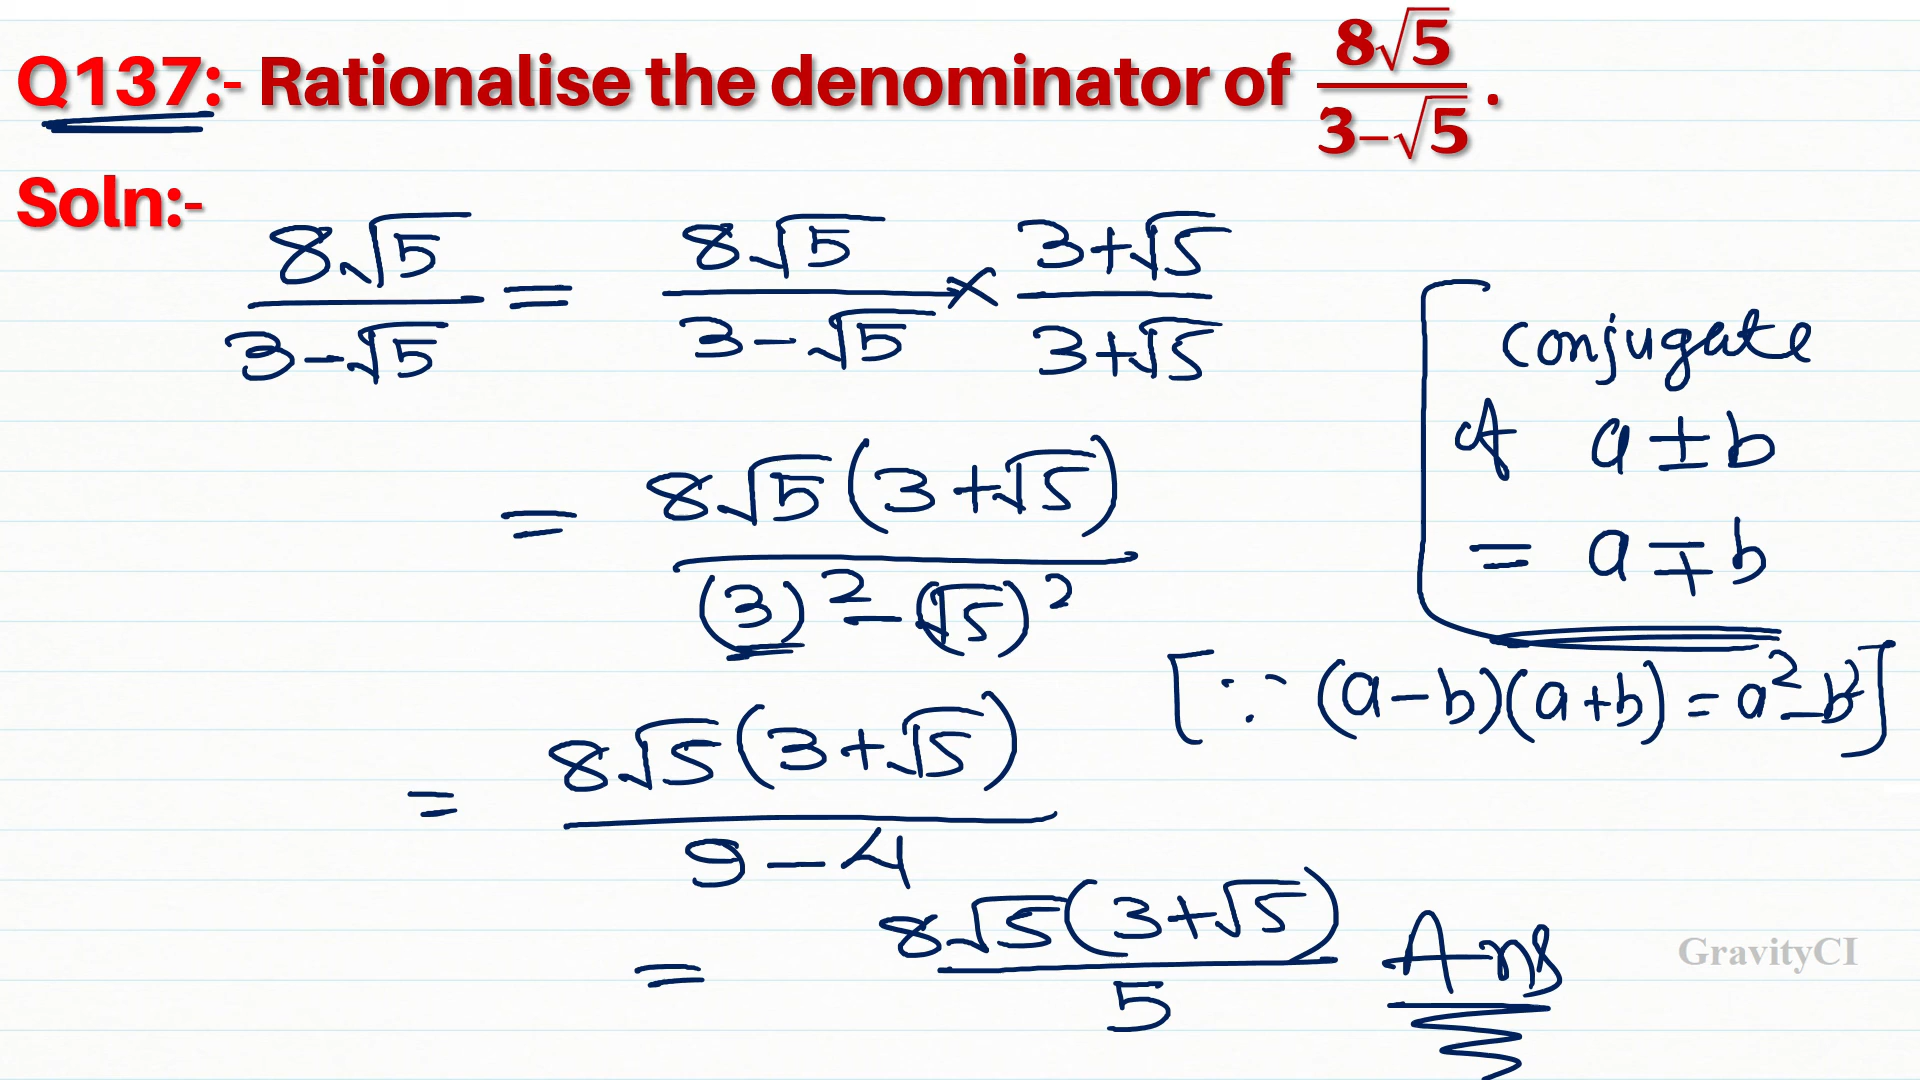 Q137:- Rationalise the denominator of 8√5/3−√5 .
Soln:-
8√5/3−√5 = 8√5/3−√5 × 3+√5/3+√5
conjugate
of a ± b
= a ∓ b
= 8√5(3+√5)/(3)²−(√5)²
[∵ (a−b)(a+b) = a²−b²]
= 8√5(3+√5)/9−4
= 8√5(3+√5)/5 Ans
GravityCI